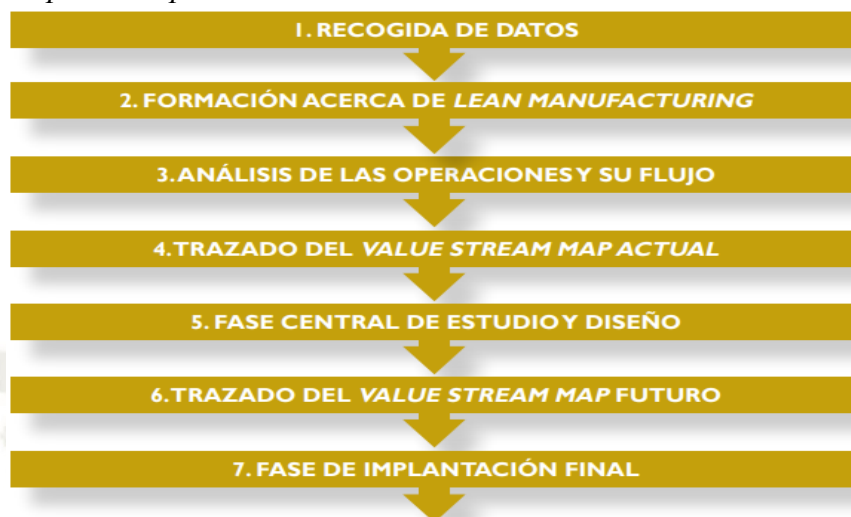 1. RECOGIDA DE DATOS
2. FORMACIÓN ACERCA DE LEAN MANUFACTURING
3. ANÁLISIS DE LAS OPERACIONES Y SU FLUJO
4. TRAZADO DEL VALUE STREAM MAP ACTUAL
5. FASE CENTRAL DE ESTUDIO Y DISEÑO
6. TRAZADO DEL VALUE STREAM MAP FUTURO
7. FASE DE IMPLANTACIÓN FINAL